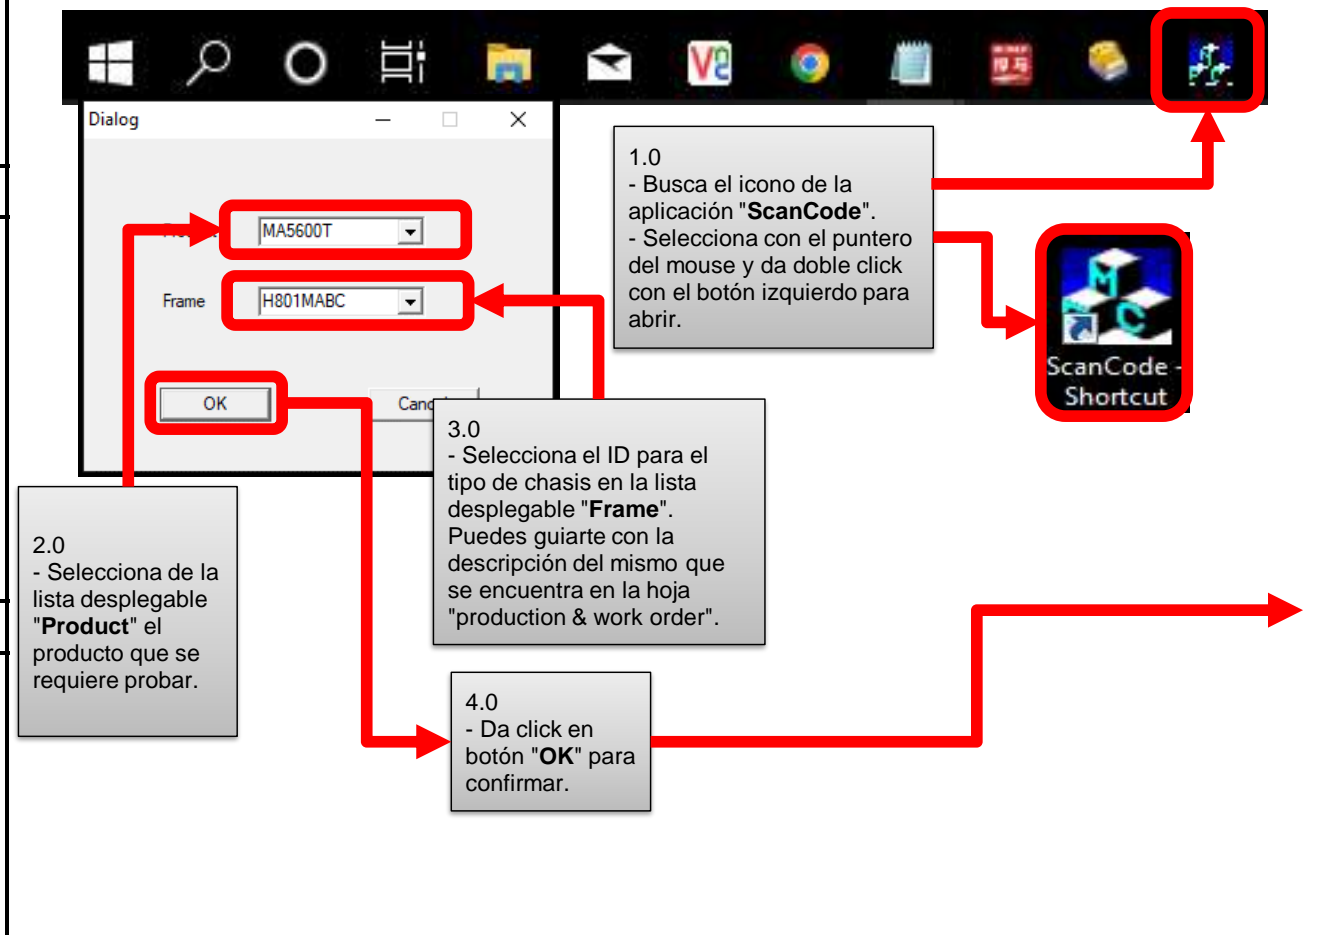 Dialog
1.0
- Busca el icono de la
aplicación "ScanCode".
- Selecciona con el puntero
del mouse y da doble click
con el botón izquierdo para
abrir.
MA5600T
Frame
H801MABC
ScanCode -
Shortcut
OK
3.0
- Selecciona el ID para el
tipo de chasis en la lista
desplegable "Frame".
Puedes guiarte con la
descripción del mismo que
se encuentra en la hoja
"production & work order".
2.0
- Selecciona de la
lista desplegable
"Product" el
producto que se
requiere probar.
4.0
- Da click en
botón "OK" para
confirmar.